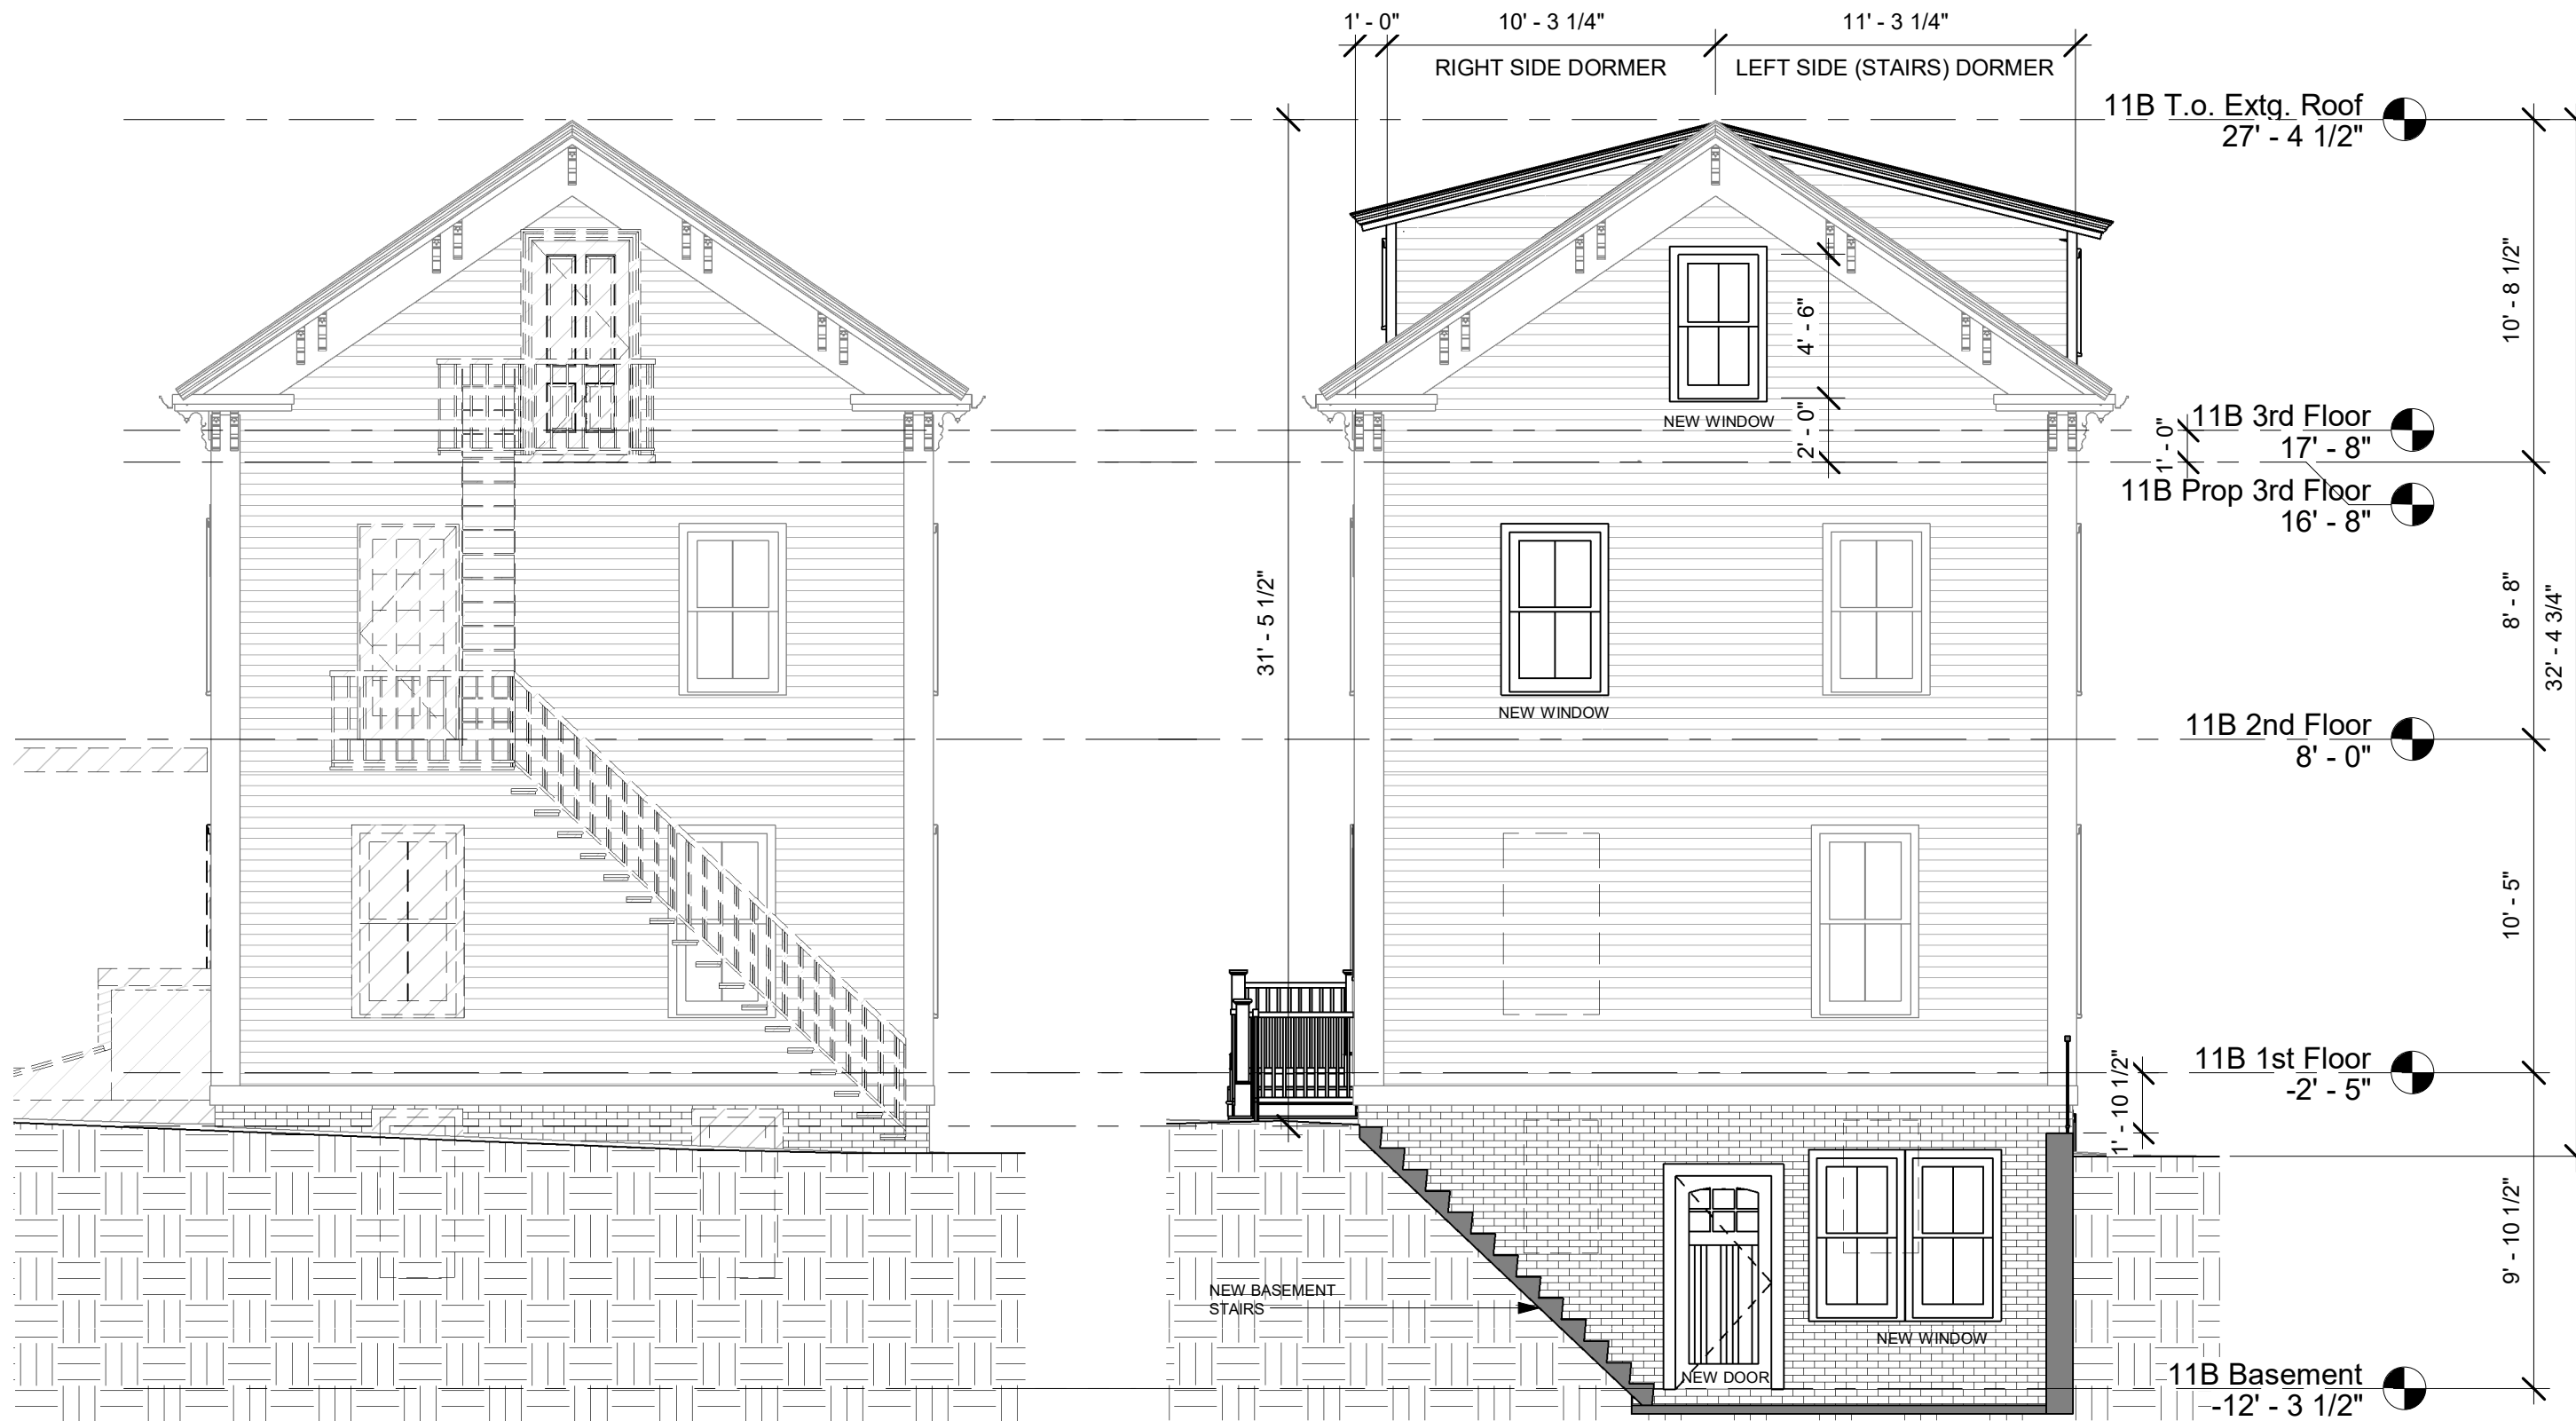 1' - 0" 10' - 3 1/4" 11' - 3 1/4"
RIGHT SIDE DORMER LEFT SIDE (STAIRS) DORMER
11B T.o. Extg. Roof
27' - 4 1/2"
10' - 8 1/2"
4' - 6"
NEW WINDOW
2' - 0"
11B 3rd Floor
17' - 8"
1' - 0"
11B Prop 3rd Floor
16' - 8"
31' - 5 1/2"
8' - 8"
32' - 4 3/4"
NEW WINDOW
11B 2nd Floor
8' - 0"
10' - 5"
11B 1st Floor
-2' - 5"
1' - 10 1/2"
9' - 10 1/2"
NEW BASEMENT
STAIRS
NEW WINDOW
NEW DOOR
11B Basement
-12' - 3 1/2"